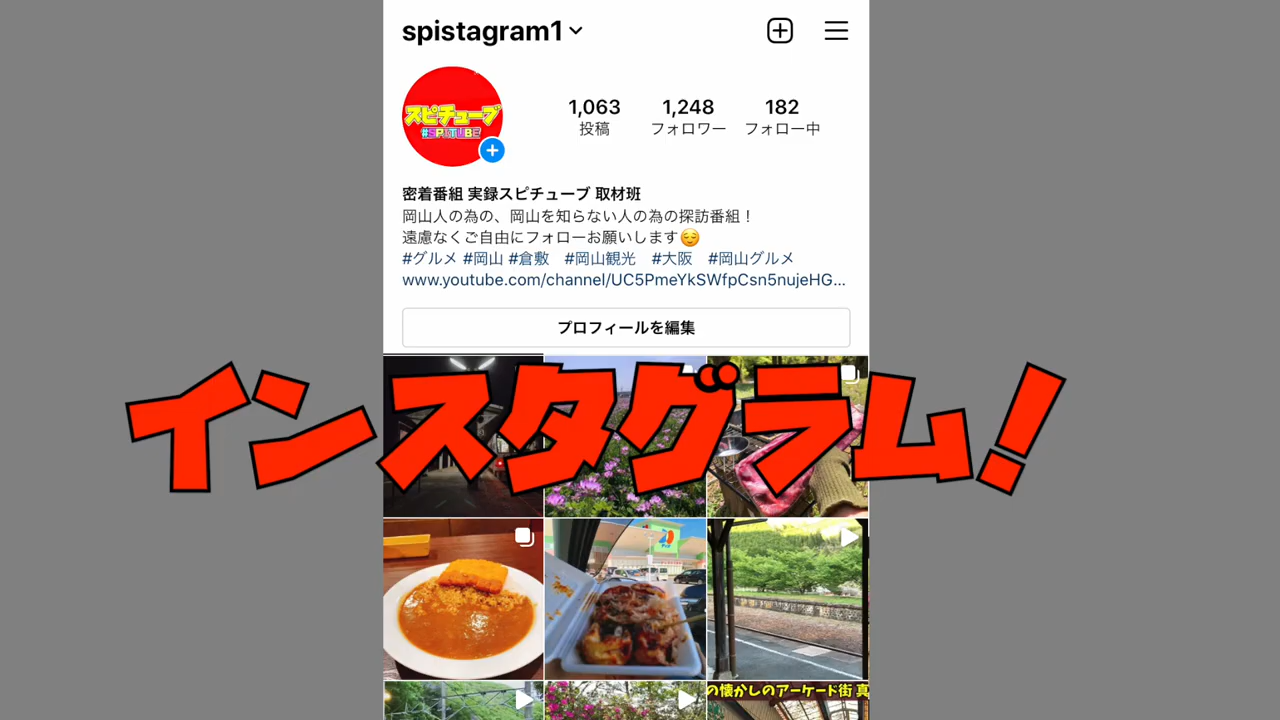 spistagram1
スピチューブ
#SPITUBE
1,063
投稿
1,248
フォロワー
182
フォロー中
密着番組 実録スピチューブ 取材班
岡山人の為の、岡山を知らない人の為の探訪番組！
遠慮なくご自由にフォローお願いします😌
#グルメ #岡山 #倉敷　#岡山観光　#大阪　#岡山グルメ
www.youtube.com/channel/UC5PmeYkSWfpCsn5nujeHG...
プロフィールを編集
インスタグラム！
の懐かしのアーケード街 真